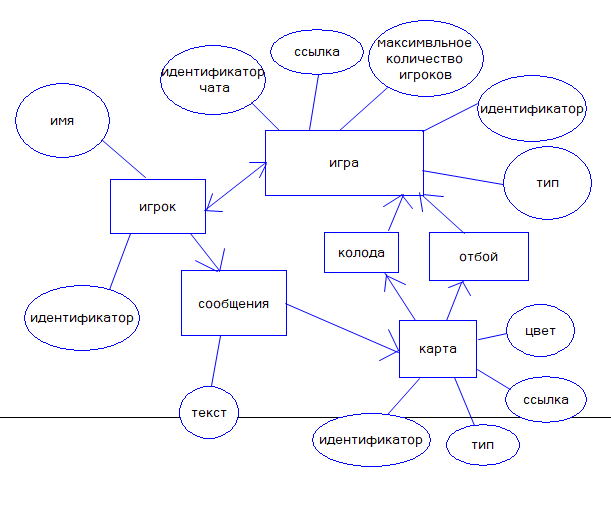 ссылка
максимвльное
количество
игроков
идентификатор
чата
идентификатор
имя
игра
тип
игрок
колода
отбой
сообщения
идентификатор
цвет
карта
ссылка
текст
идентификатор
тип